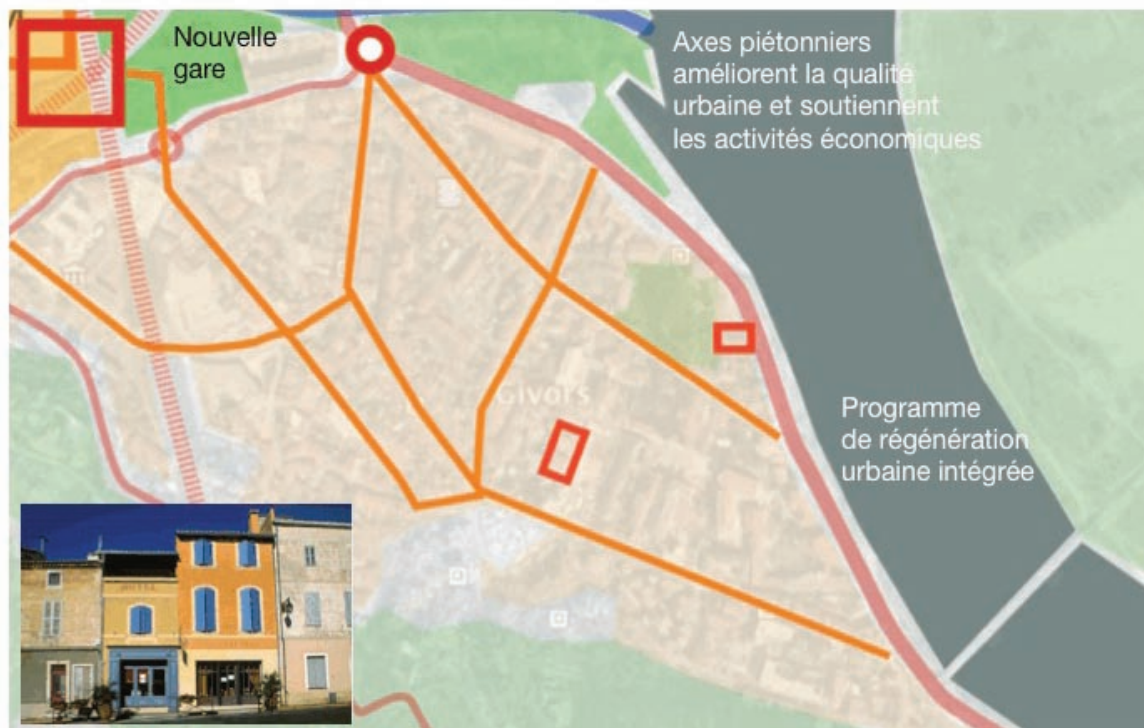 Nouvelle
gare
Axes piétonniers
améliorent la qualité
urbaine et soutiennent
les activités économiques
Givors
Programme
de régénération
urbaine intégrée
HOTEL